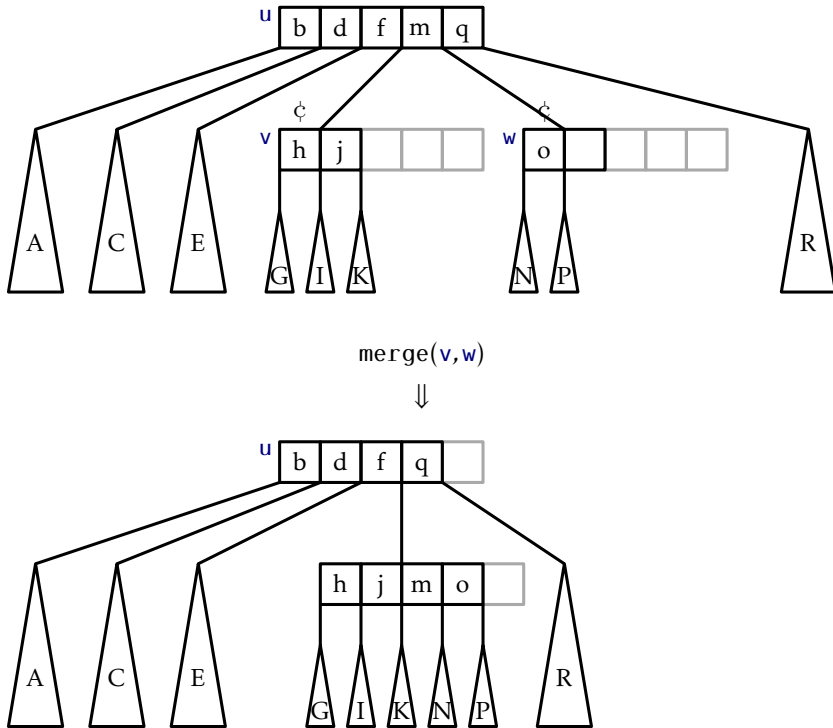 u b d f m q
¢ ¢
v h j w o
A C E G I K N P R
merge(v,w)
⇓
u b d f q
h j m o
A C E G I K N P R